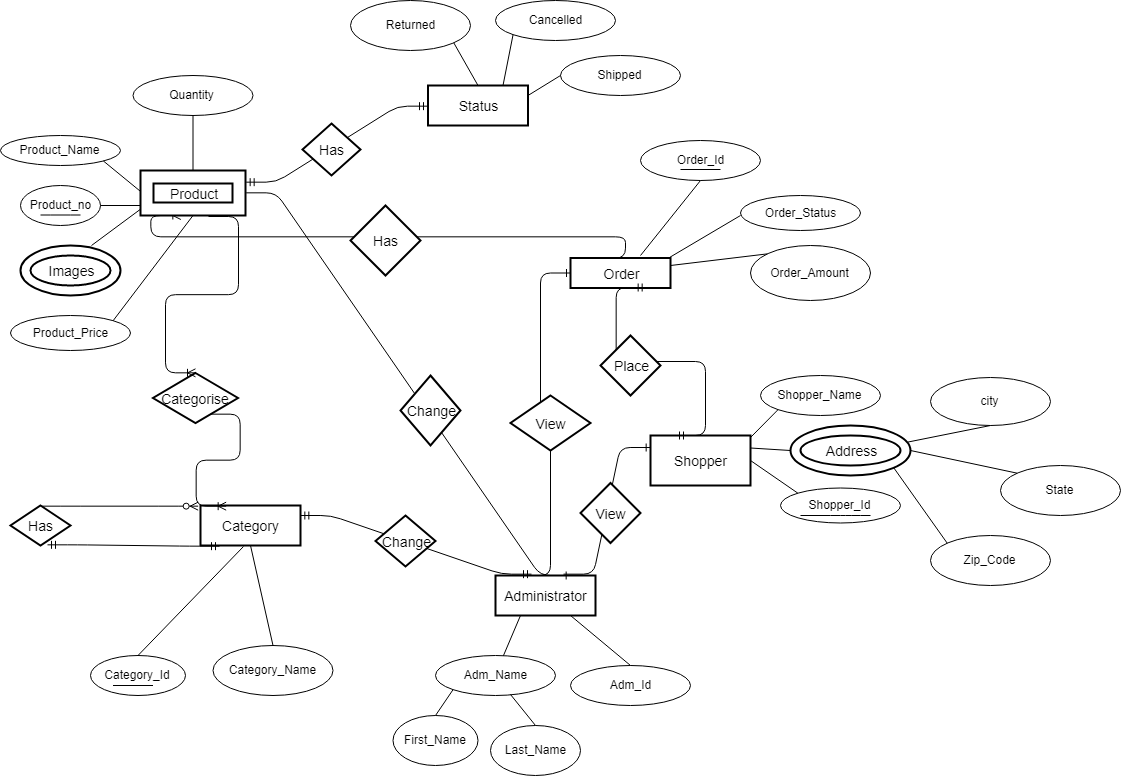 Returned
Cancelled
Shipped
Status
Quantity
Has
Product_Name
Order_Id
Product
Product_no
Order_Status
Has
Images
Order
Order_Amount
Product_Price
Place
Categorise
Change
View
Shopper_Name
city
Shopper
Address
State
Shopper_Id
View
Has
Category
Change
Zip_Code
Administrator
Category_Id
Category_Name
Adm_Name
Adm_Id
First_Name
Last_Name